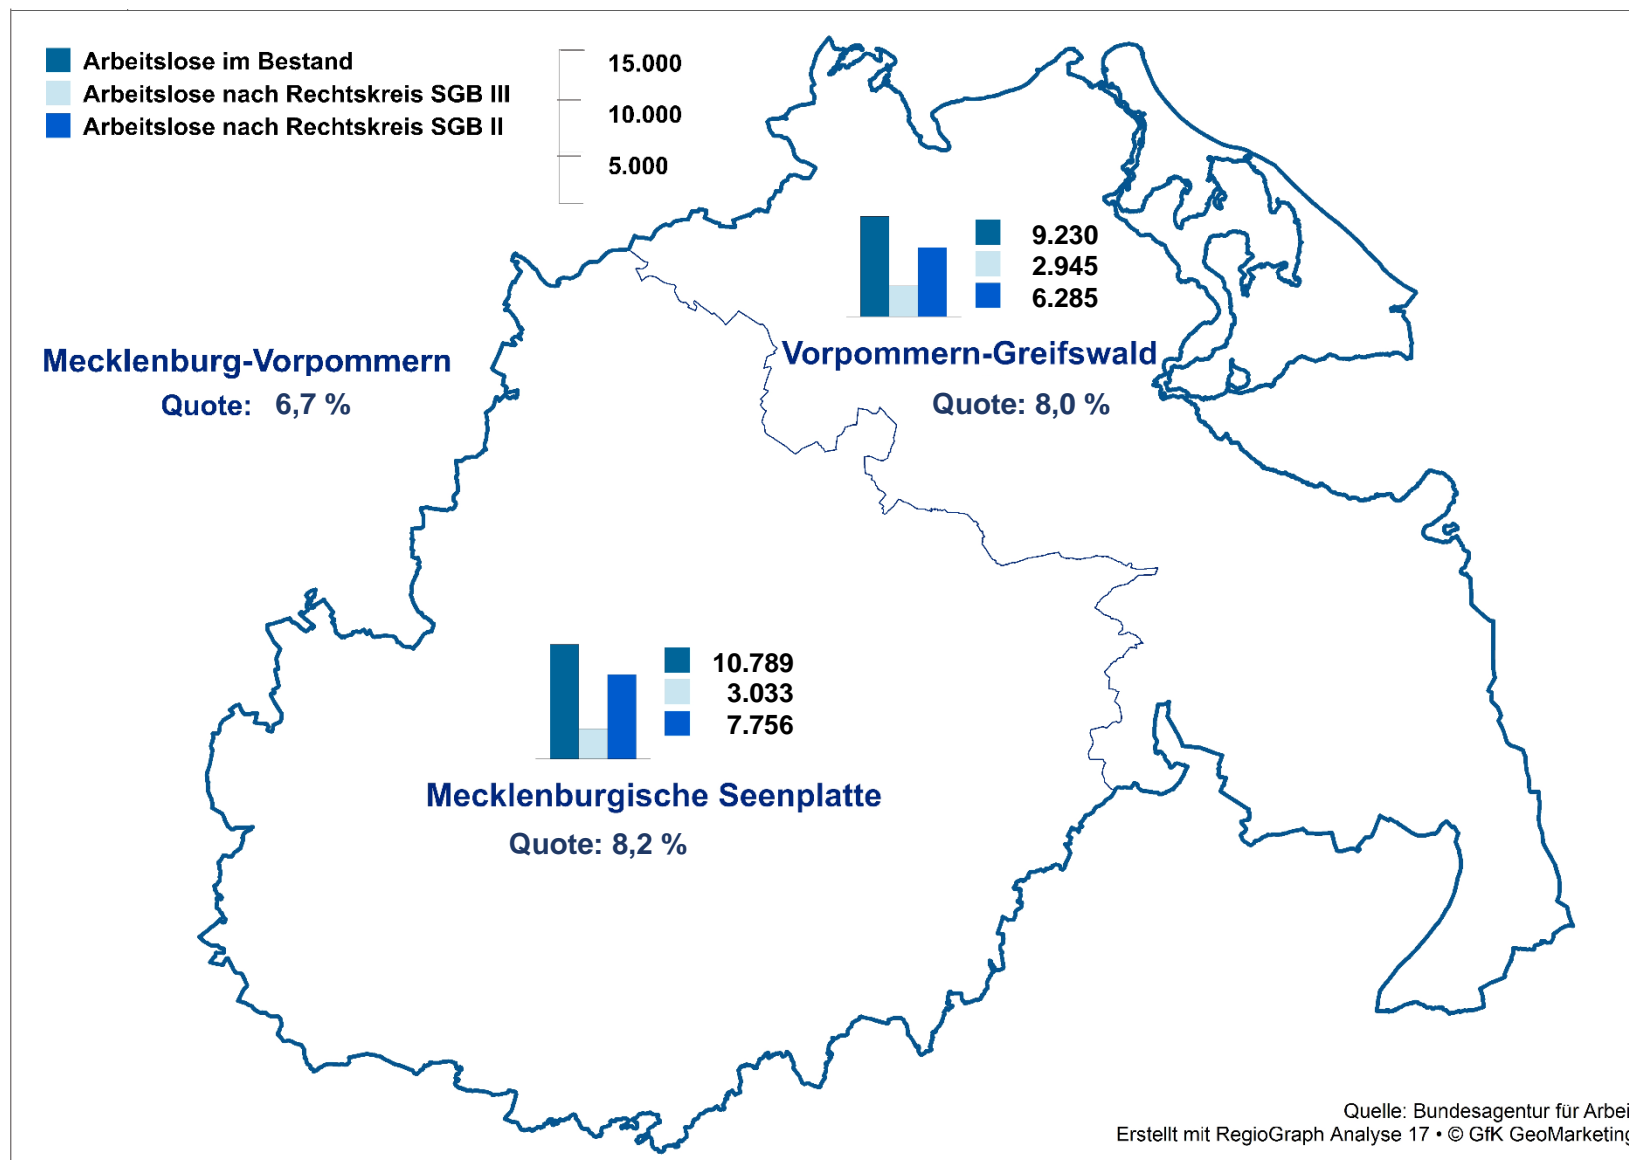 Arbeitslose im Bestand
Arbeitslose nach Rechtskreis SGB III
Arbeitslose nach Rechtskreis SGB II
15.000
10.000
5.000
9.230
2.945
6.285
Vorpommern-Greifswald
Quote: 8,0 %
Mecklenburg-Vorpommern
Quote: 6,7 %
10.789
3.033
7.756
Mecklenburgische Seenplatte
Quote: 8,2 %
Quelle: Bundesagentur für Arbei
Erstellt mit RegioGraph Analyse 17 • © GfK GeoMarketing